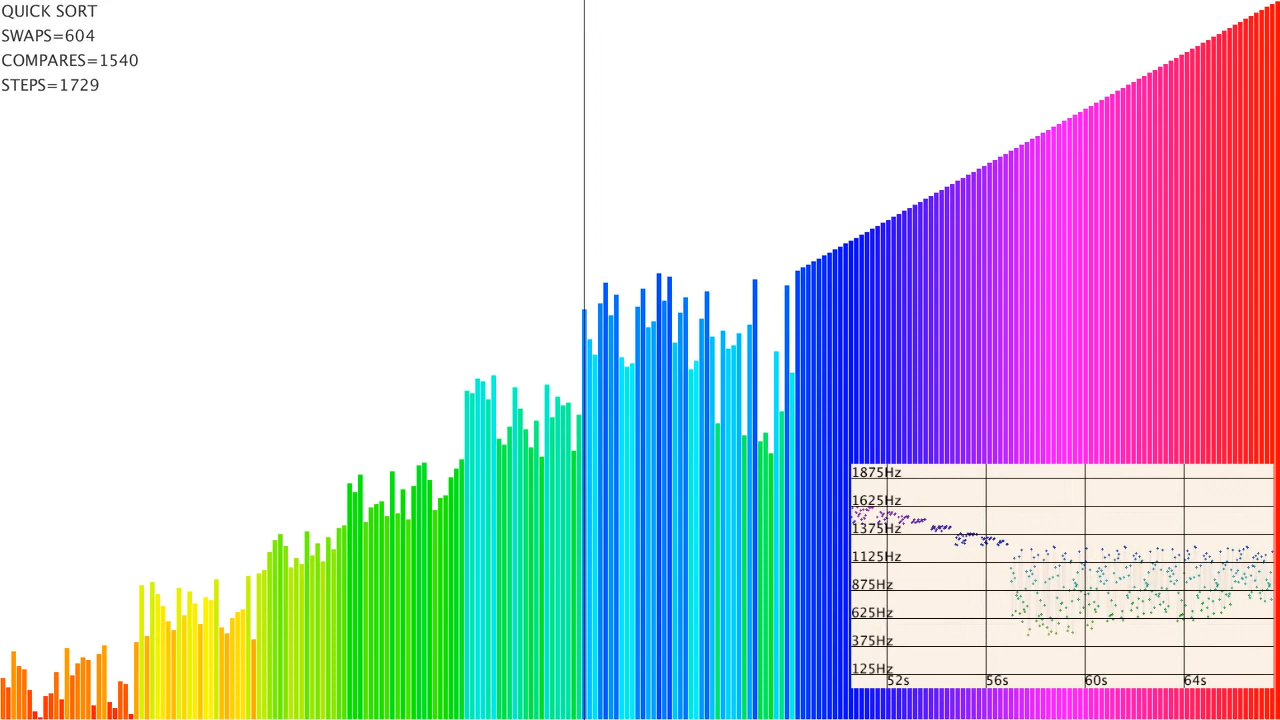 QUICK SORT
SWAPS=604
COMPARES=1540
STEPS=1729
1875Hz
1625Hz
1375Hz
1125Hz
875Hz
625Hz
375Hz
125Hz
52s 56s 60s 64s